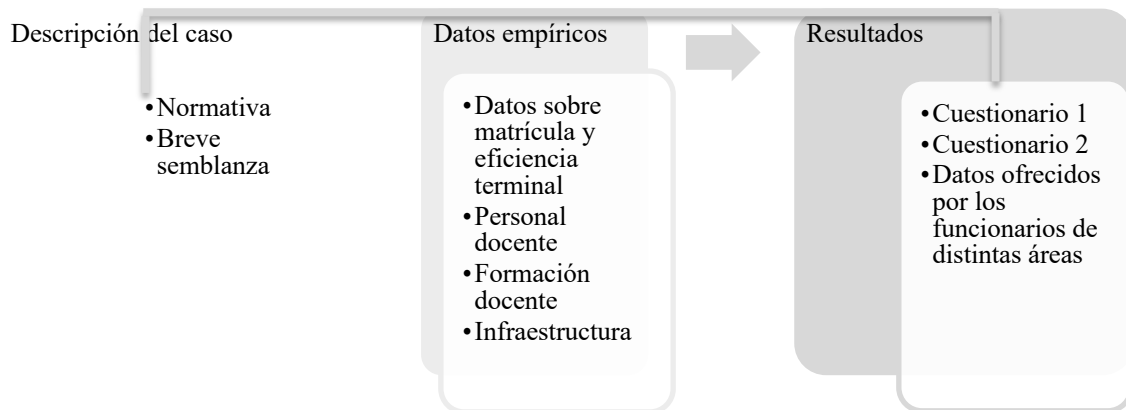 Descripción del caso
•Normativa
•Breve
semblanza
Datos empíricos
•Datos sobre
matrícula y
eficiencia
terminal
•Personal
docente
•Formación
docente
•Infraestructura
Resultados
•Cuestionario 1
•Cuestionario 2
•Datos ofrecidos
por los
funcionarios de
distintas áreas